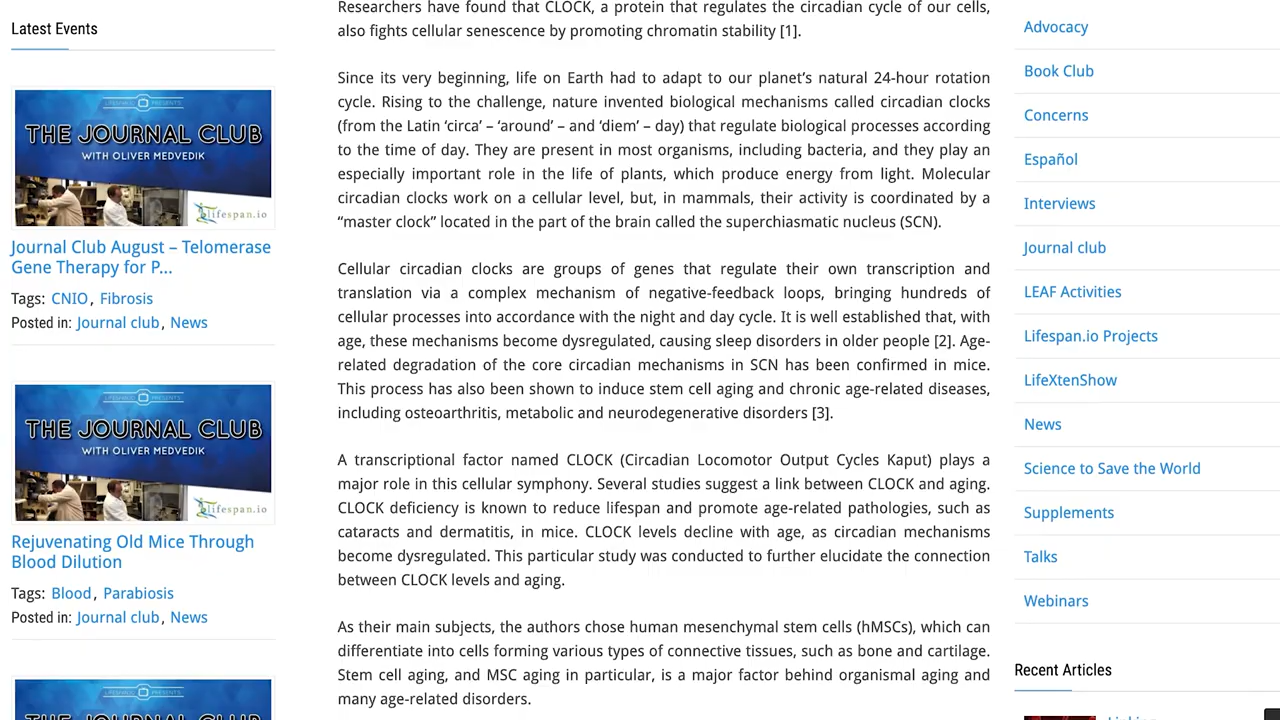 Latest Events
LIFESPAN.IO PRESENTS
THE JOURNAL CLUB
WITH OLIVER MEDVEDIK
lifespan.io
Journal Club August – Telomerase
Gene Therapy for P...
Tags: CNIO, Fibrosis
Posted in: Journal club, News
LIFESPAN.IO PRESENTS
THE JOURNAL CLUB
WITH OLIVER MEDVEDIK
lifespan.io
Rejuvenating Old Mice Through
Blood Dilution
Tags: Blood, Parabiosis
Posted in: Journal club, News
LIFESPAN.IO PRESENTS
THE JOURNAL CLUB
Researchers have found that CLOCK, a protein that regulates the circadian cycle of our cells,
also fights cellular senescence by promoting chromatin stability [1].
Since its very beginning, life on Earth had to adapt to our planet’s natural 24-hour rotation
cycle. Rising to the challenge, nature invented biological mechanisms called circadian clocks
(from the Latin ‘circa’ – ‘around’ – and ‘diem’ – day) that regulate biological processes according
to the time of day. They are present in most organisms, including bacteria, and they play an
especially important role in the life of plants, which produce energy from light. Molecular
circadian clocks work on a cellular level, but, in mammals, their activity is coordinated by a
“master clock” located in the part of the brain called the superchiasmatic nucleus (SCN).
Cellular circadian clocks are groups of genes that regulate their own transcription and
translation via a complex mechanism of negative-feedback loops, bringing hundreds of
cellular processes into accordance with the night and day cycle. It is well established that, with
age, these mechanisms become dysregulated, causing sleep disorders in older people [2]. Age-
related degradation of the core circadian mechanisms in SCN has been confirmed in mice.
This process has also been shown to induce stem cell aging and chronic age-related diseases,
including osteoarthritis, metabolic and neurodegenerative disorders [3].
A transcriptional factor named CLOCK (Circadian Locomotor Output Cycles Kaput) plays a
major role in this cellular symphony. Several studies suggest a link between CLOCK and aging.
CLOCK deficiency is known to reduce lifespan and promote age-related pathologies, such as
cataracts and dermatitis, in mice. CLOCK levels decline with age, as circadian mechanisms
become dysregulated. This particular study was conducted to further elucidate the connection
between CLOCK levels and aging.
As their main subjects, the authors chose human mesenchymal stem cells (hMSCs), which can
differentiate into cells forming various types of connective tissues, such as bone and cartilage.
Stem cell aging, and MSC aging in particular, is a major factor behind organismal aging and
many age-related disorders.
Advocacy
Book Club
Concerns
Español
Interviews
Journal club
LEAF Activities
Lifespan.io Projects
LifeXtenShow
News
Science to Save the World
Supplements
Talks
Webinars
Recent Articles
Linking